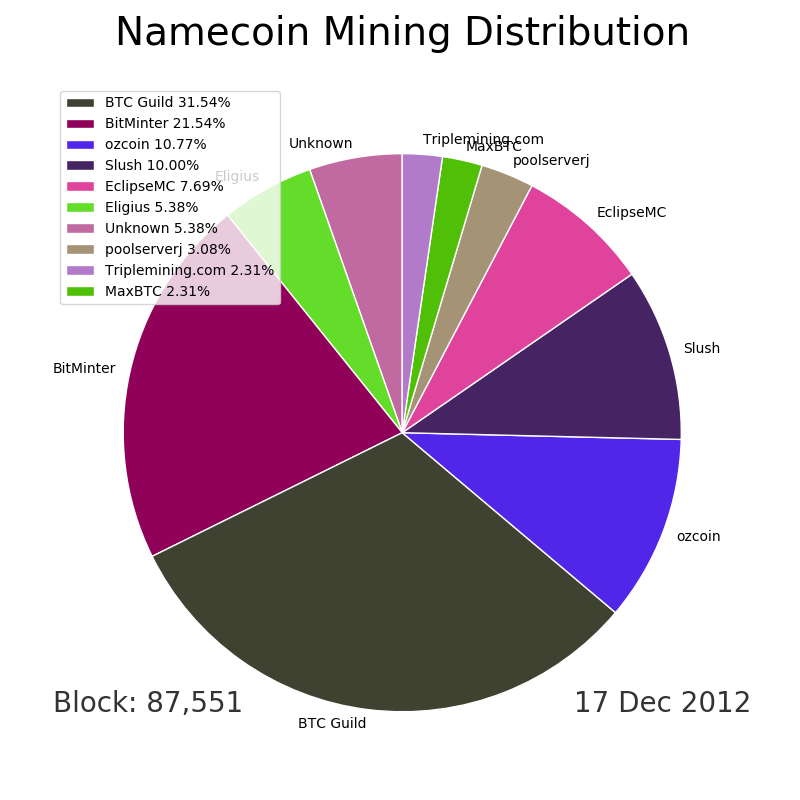 Namecoin Mining Distribution
BTC Guild 31.54%
BitMinter 21.54%
ozcoin 10.77%
Slush 10.00%
EclipseMC 7.69%
Eligius 5.38%
Unknown 5.38%
poolserverj 3.08%
Triplemining.com 2.31%
MaxBTC 2.31%
Triplemining.com
MaxBTC
poolserverj
Unknown
Eligius
EclipseMC
Slush
BitMinter
ozcoin
BTC Guild
Block: 87,551
17 Dec 2012